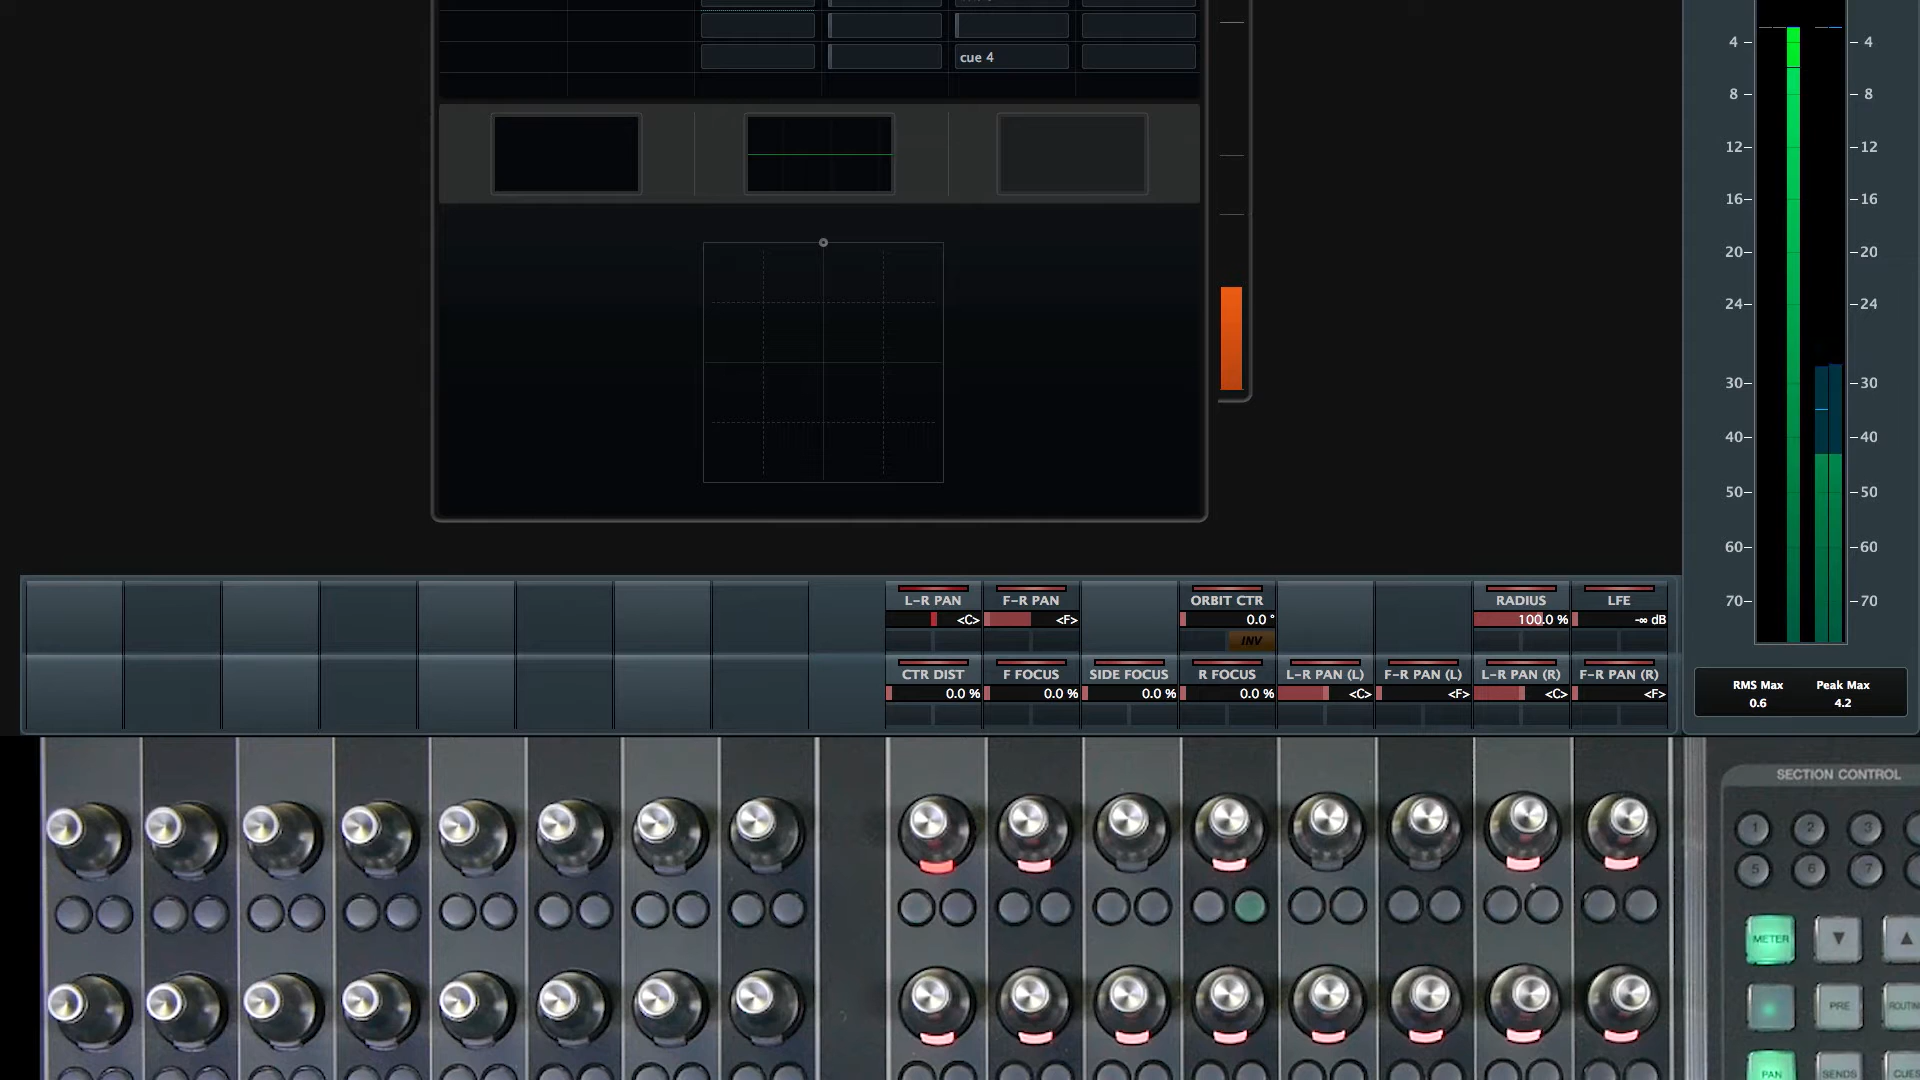 cue 4
4 4
8 8
12 12
16 16
20 20
24 24
30 30
40 40
50 50
60 60
70 70
RMS Max Peak Max
0.6 4.2
L-R PAN F-R PAN ORBIT CTR RADIUS LFE
<C> <F> 0.0 ° 100.0 % -∞ dB
INV
CTR DIST F FOCUS SIDE FOCUS R FOCUS L-R PAN (L) F-R PAN (L) L-R PAN (R) F-R PAN (R)
0.0 % 0.0 % 0.0 % 0.0 % <C> <F> <C> <F>
SECTION CONTROL
1 2 3
5 6 7
METER ▼ ▲
PRE ROUTIN
PAN SENDS CUES